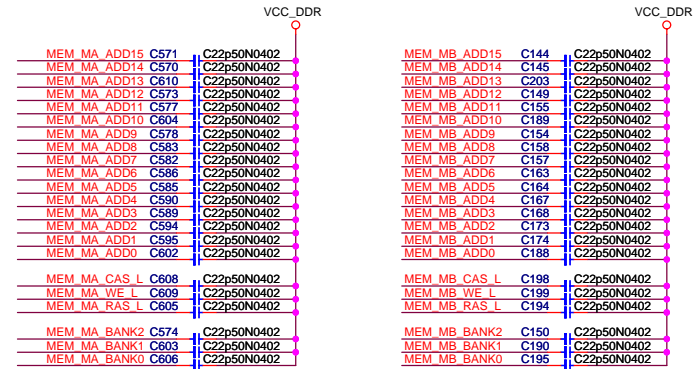 VCC_DDR
MEM_MA_ADD15 C571 C22p50N0402
MEM_MA_ADD14 C570 C22p50N0402
MEM_MA_ADD13 C610 C22p50N0402
MEM_MA_ADD12 C573 C22p50N0402
MEM_MA_ADD11 C577 C22p50N0402
MEM_MA_ADD10 C604 C22p50N0402
MEM_MA_ADD9 C578 C22p50N0402
MEM_MA_ADD8 C583 C22p50N0402
MEM_MA_ADD7 C582 C22p50N0402
MEM_MA_ADD6 C586 C22p50N0402
MEM_MA_ADD5 C585 C22p50N0402
MEM_MA_ADD4 C590 C22p50N0402
MEM_MA_ADD3 C589 C22p50N0402
MEM_MA_ADD2 C594 C22p50N0402
MEM_MA_ADD1 C595 C22p50N0402
MEM_MA_ADD0 C602 C22p50N0402
MEM_MA_CAS_L C608 C22p50N0402
MEM_MA_WE_L C609 C22p50N0402
MEM_MA_RAS_L C605 C22p50N0402
MEM_MA_BANK2 C574 C22p50N0402
MEM_MA_BANK1 C603 C22p50N0402
MEM_MA_BANK0 C606 C22p50N0402
VCC_DDR
MEM_MB_ADD15 C144 C22p50N0402
MEM_MB_ADD14 C145 C22p50N0402
MEM_MB_ADD13 C203 C22p50N0402
MEM_MB_ADD12 C149 C22p50N0402
MEM_MB_ADD11 C155 C22p50N0402
MEM_MB_ADD10 C189 C22p50N0402
MEM_MB_ADD9 C154 C22p50N0402
MEM_MB_ADD8 C158 C22p50N0402
MEM_MB_ADD7 C157 C22p50N0402
MEM_MB_ADD6 C163 C22p50N0402
MEM_MB_ADD5 C164 C22p50N0402
MEM_MB_ADD4 C167 C22p50N0402
MEM_MB_ADD3 C168 C22p50N0402
MEM_MB_ADD2 C173 C22p50N0402
MEM_MB_ADD1 C174 C22p50N0402
MEM_MB_ADD0 C188 C22p50N0402
MEM_MB_CAS_L C198 C22p50N0402
MEM_MB_WE_L C199 C22p50N0402
MEM_MB_RAS_L C194 C22p50N0402
MEM_MB_BANK2 C150 C22p50N0402
MEM_MB_BANK1 C190 C22p50N0402
MEM_MB_BANK0 C195 C22p50N0402